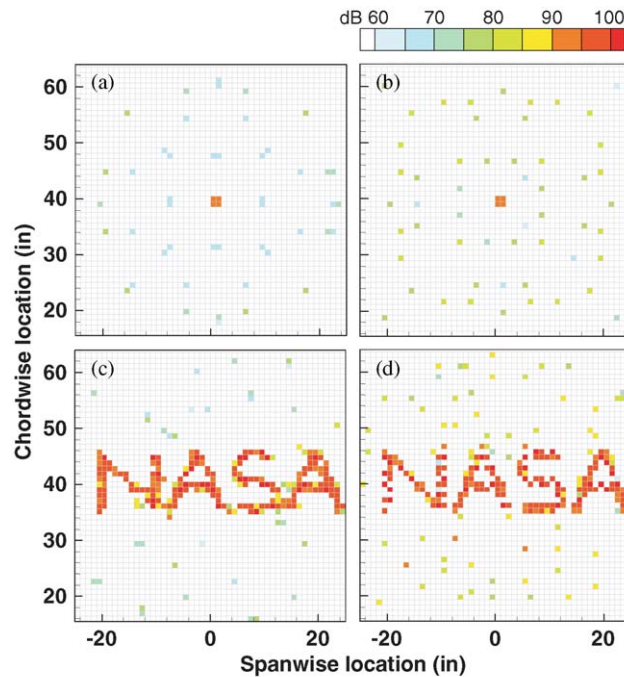 dB 60 70 80 90 100
(a) (b)
60
50
40
30
20
(c) (d)
NASA NASA
60
50
40
30
20
-20 0 20 -20 0 20
Chordwise location (in)
Spanwise location (in)